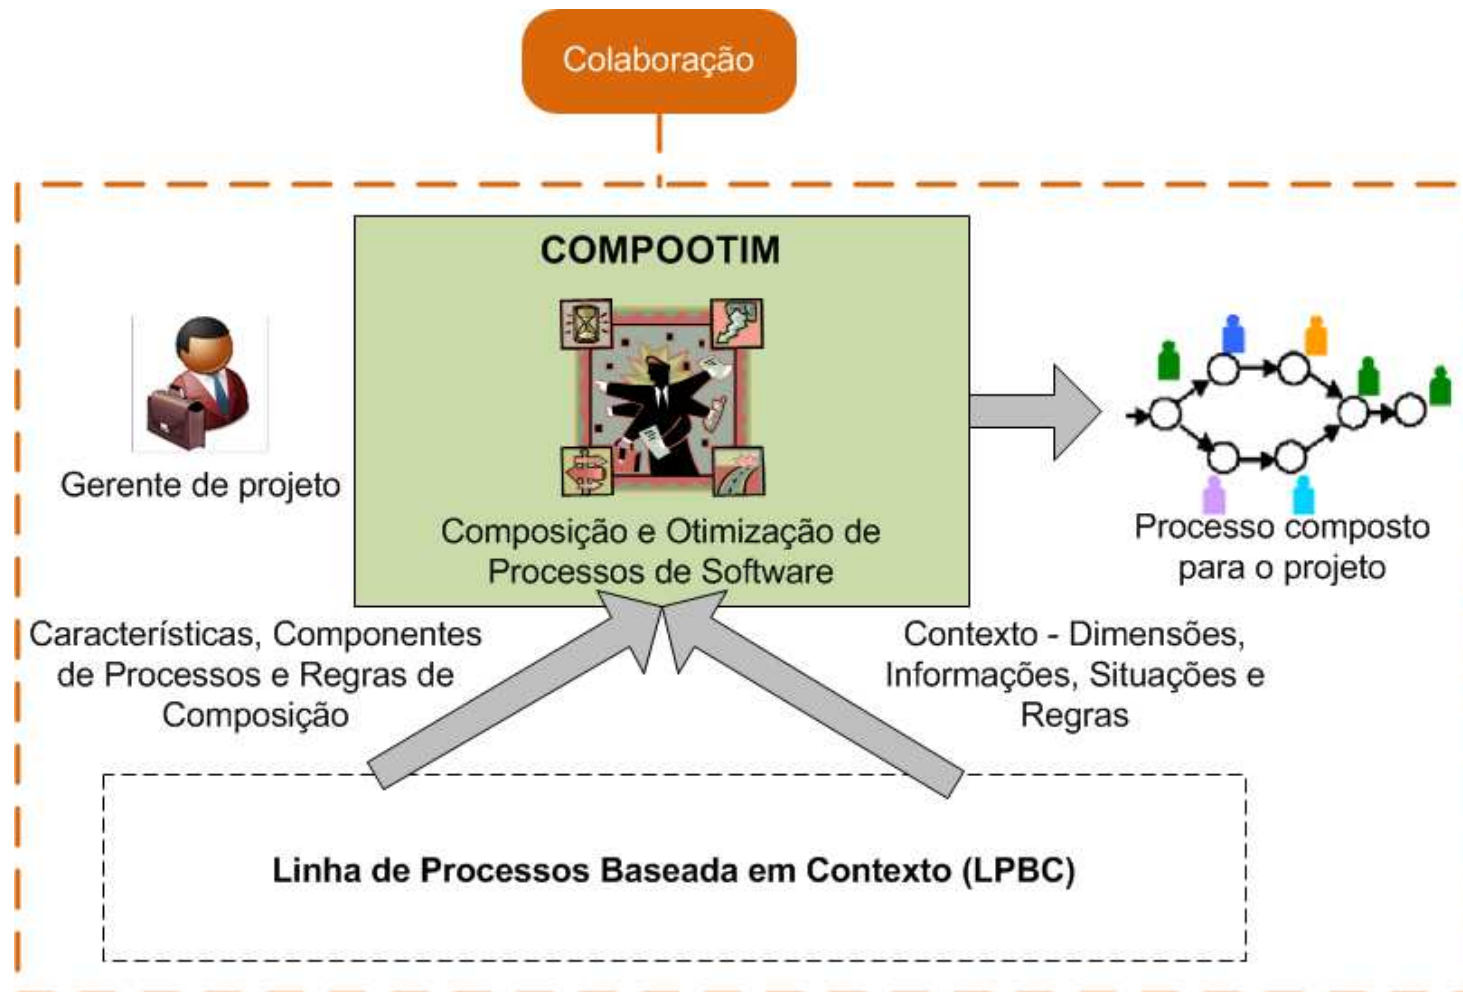 Colaboração
COMPOOTIM
Gerente de projeto
Composição e Otimização de
Processos de Software
Processo composto
para o projeto
Características, Componentes
de Processos e Regras de
Composição
Contexto - Dimensões,
Informações, Situações e
Regras
Linha de Processos Baseada em Contexto (LPBC)